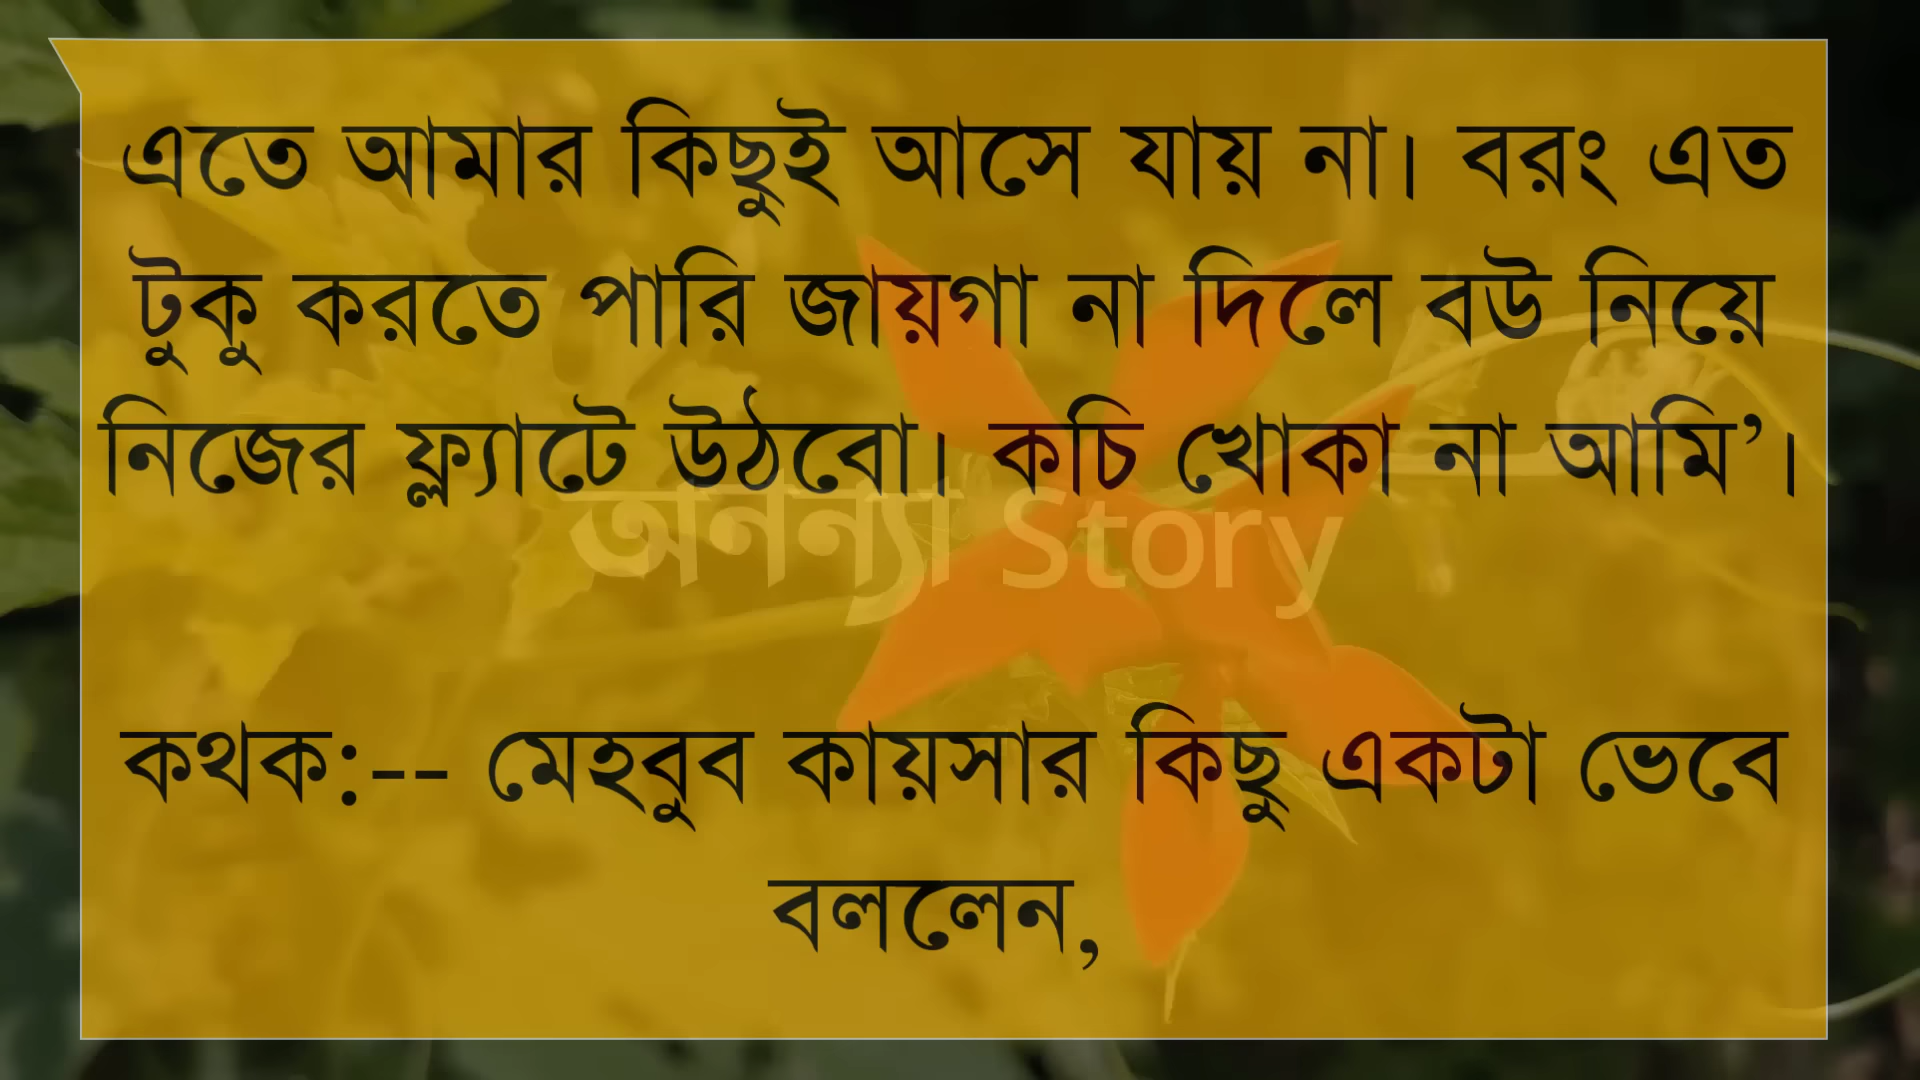 এতে আমার কিছুই আসে যায় না। বরং এত
টুকু করতে পারি জায়গা না দিলে বউ নিয়ে
নিজের ফ্ল্যাটে উঠবো। কচি খোকা না আমি’।
অনন্যা Story
কথক:-- মেহবুব কায়সার কিছু একটা ভেবে
বললেন,